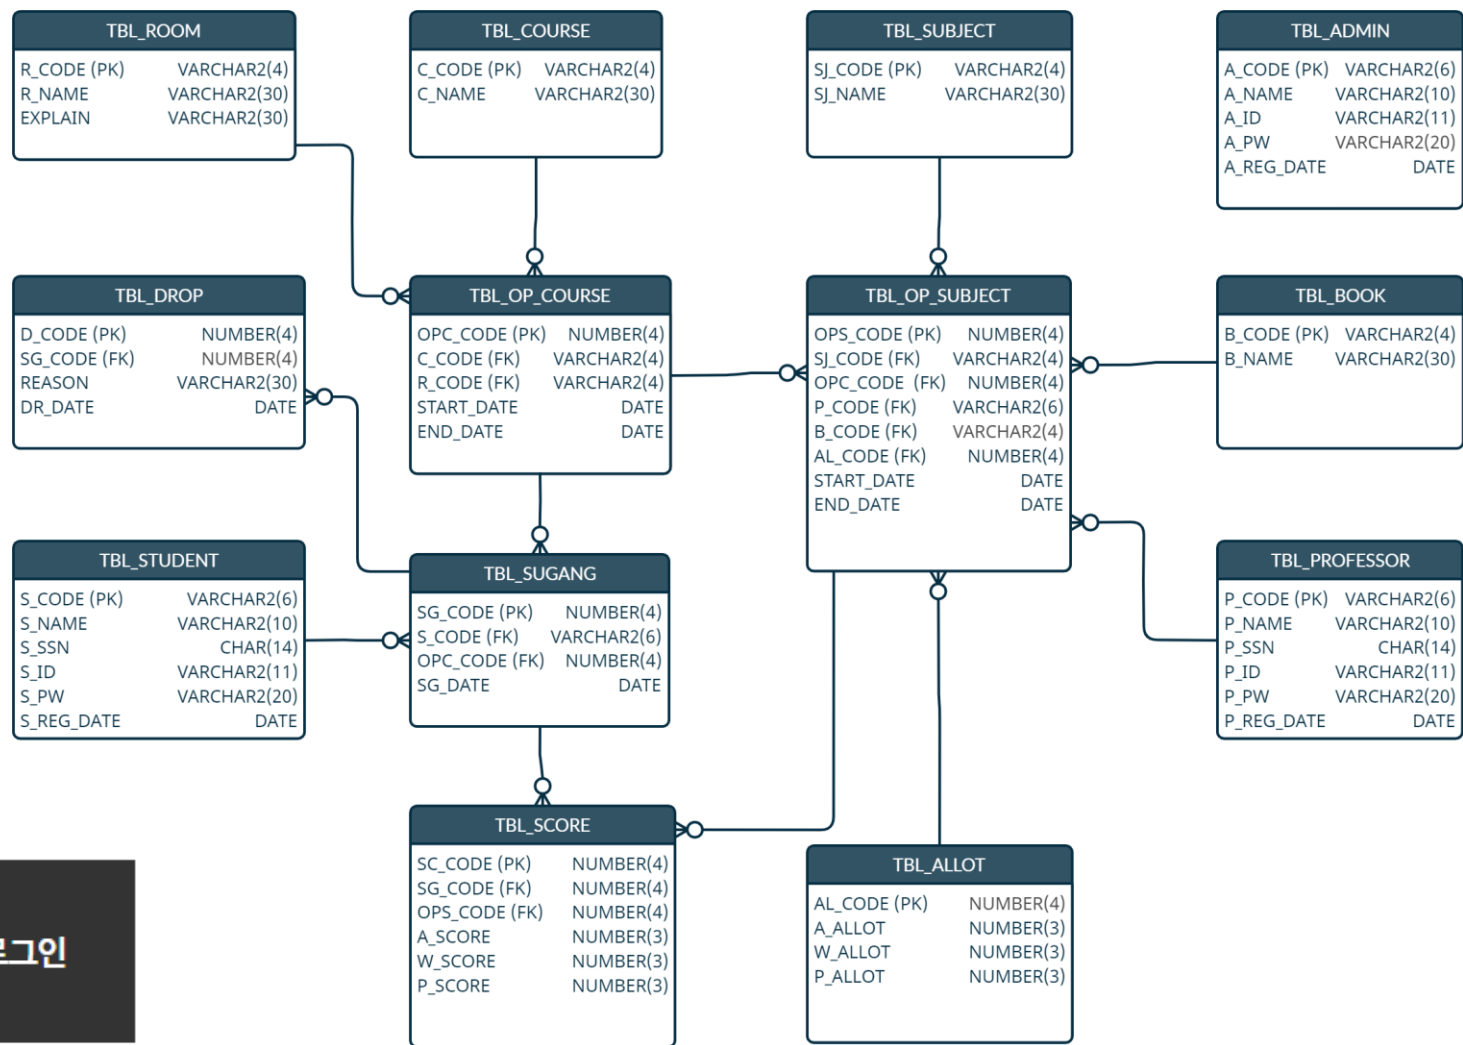 TBL_ROOM
R_CODE (PK) VARCHAR2(4)
R_NAME VARCHAR2(30)
EXPLAIN VARCHAR2(30)
TBL_COURSE
C_CODE (PK) VARCHAR2(4)
C_NAME VARCHAR2(30)
TBL_SUBJECT
SJ_CODE (PK) VARCHAR2(4)
SJ_NAME VARCHAR2(30)
TBL_ADMIN
A_CODE (PK) VARCHAR2(6)
A_NAME VARCHAR2(10)
A_ID VARCHAR2(11)
A_PW VARCHAR2(20)
A_REG_DATE DATE
TBL_DROP
D_CODE (PK) NUMBER(4)
SG_CODE (FK) NUMBER(4)
REASON VARCHAR2(30)
DR_DATE DATE
TBL_OP_COURSE
OPC_CODE (PK) NUMBER(4)
C_CODE (FK) VARCHAR2(4)
R_CODE (FK) VARCHAR2(4)
START_DATE DATE
END_DATE DATE
TBL_OP_SUBJECT
OPS_CODE (PK) NUMBER(4)
SJ_CODE (FK) VARCHAR2(4)
OPC_CODE (FK) NUMBER(4)
P_CODE (FK) VARCHAR2(6)
B_CODE (FK) VARCHAR2(4)
AL_CODE (FK) NUMBER(4)
START_DATE DATE
END_DATE DATE
TBL_BOOK
B_CODE (PK) VARCHAR2(4)
B_NAME VARCHAR2(30)
TBL_STUDENT
S_CODE (PK) VARCHAR2(6)
S_NAME VARCHAR2(10)
S_SSN CHAR(14)
S_ID VARCHAR2(11)
S_PW VARCHAR2(20)
S_REG_DATE DATE
TBL_SUGANG
SG_CODE (PK) NUMBER(4)
S_CODE (FK) VARCHAR2(6)
OPC_CODE (FK) NUMBER(4)
SG_DATE DATE
TBL_PROFESSOR
P_CODE (PK) VARCHAR2(6)
P_NAME VARCHAR2(10)
P_SSN CHAR(14)
P_ID VARCHAR2(11)
P_PW VARCHAR2(20)
P_REG_DATE DATE
TBL_SCORE
SC_CODE (PK) NUMBER(4)
SG_CODE (FK) NUMBER(4)
OPS_CODE (FK) NUMBER(4)
A_SCORE NUMBER(3)
W_SCORE NUMBER(3)
P_SCORE NUMBER(3)
TBL_ALLOT
AL_CODE (PK) NUMBER(4)
A_ALLOT NUMBER(3)
W_ALLOT NUMBER(3)
P_ALLOT NUMBER(3)